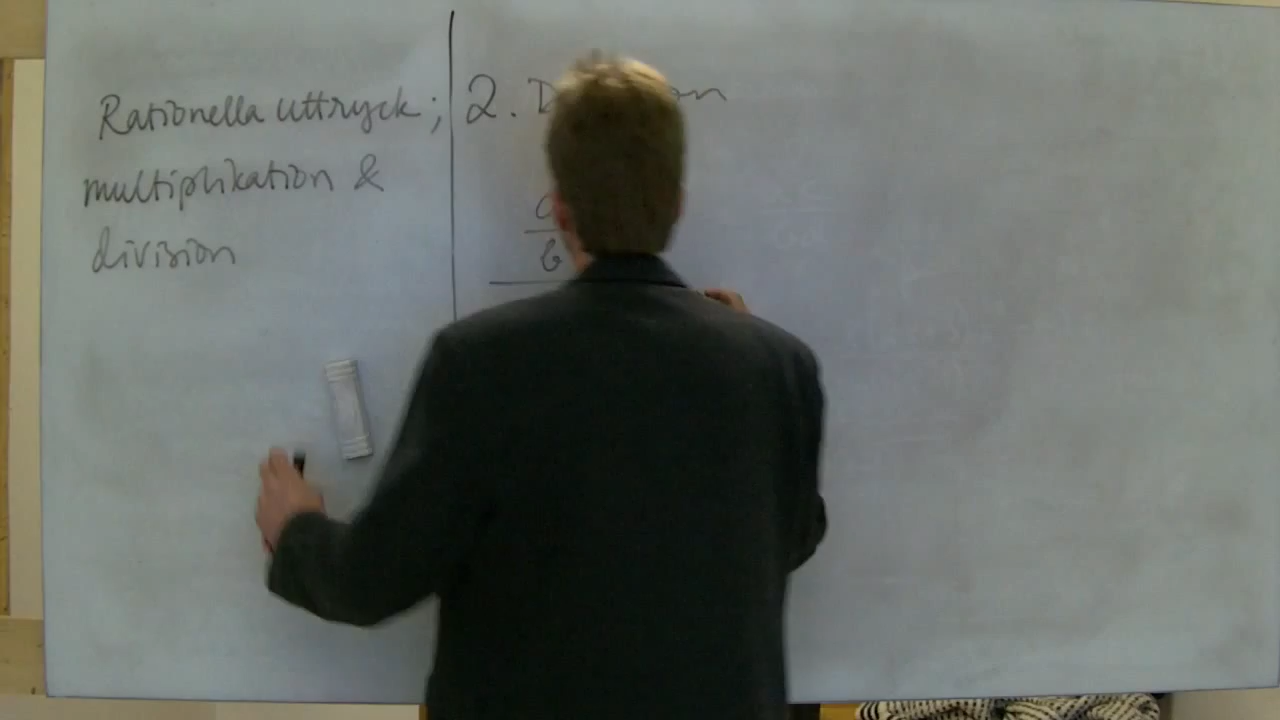 Rationella uttryck;
multiplikation &
division
2.
b